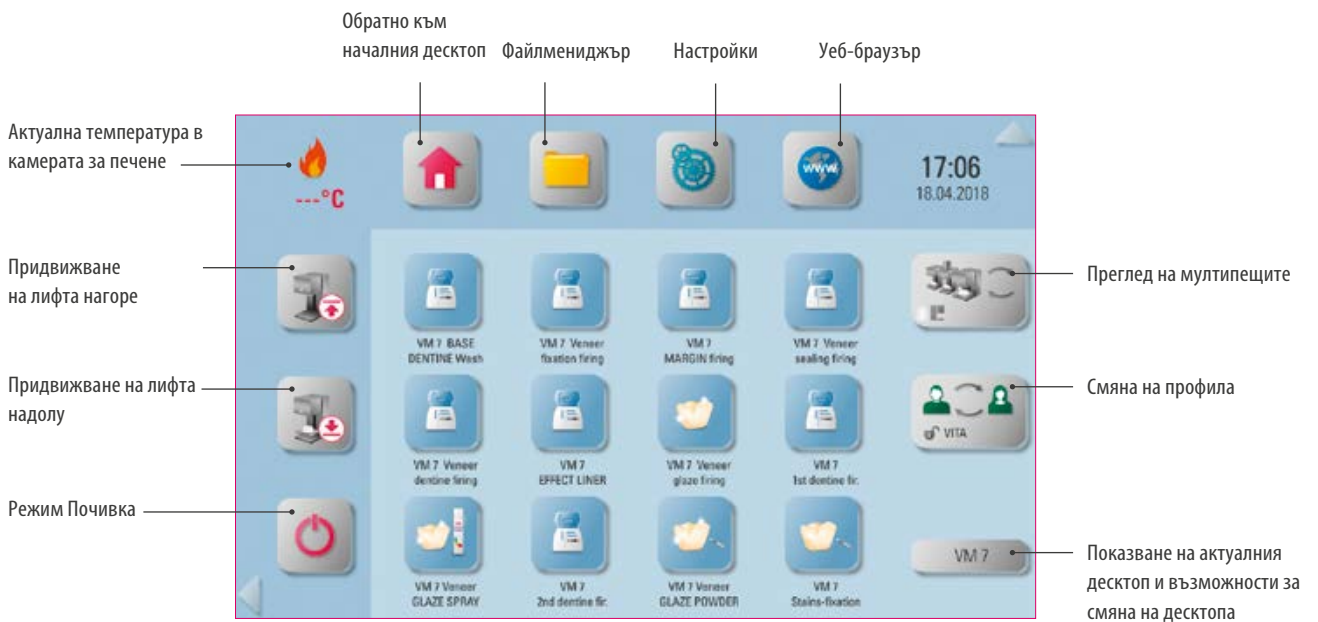 Обратно към
началния десктоп
Файлмениджър
Настройки
Уеб-браузър
Актуална температура в
камерата за печене
---°C
www
17:06
18.04.2018
Придвижване
на лифта нагоре
Преглед на мултипещите
VM 7 BASE
DENTINE Wash
VM 7 Veneer
fixation firing
VM 7
MARGIN firing
VM 7 Veneer
sealing firing
Придвижване на лифта
надолу
Смяна на профила
VITA
VM 7 Veneer
dentine firing
VM 7
EFFECT LINER
VM 7 Veneer
glaze firing
VM 7
1st dentine fir.
Режим Почивка
VM 7
Показване на актуалния
десктоп и възможности за
смяна на десктопа
VM 7 Veneer
GLAZE SPRAY
VM 7
2nd dentine fir.
VM 7 Veneer
GLAZE POWDER
VM 7
Stains-fixation